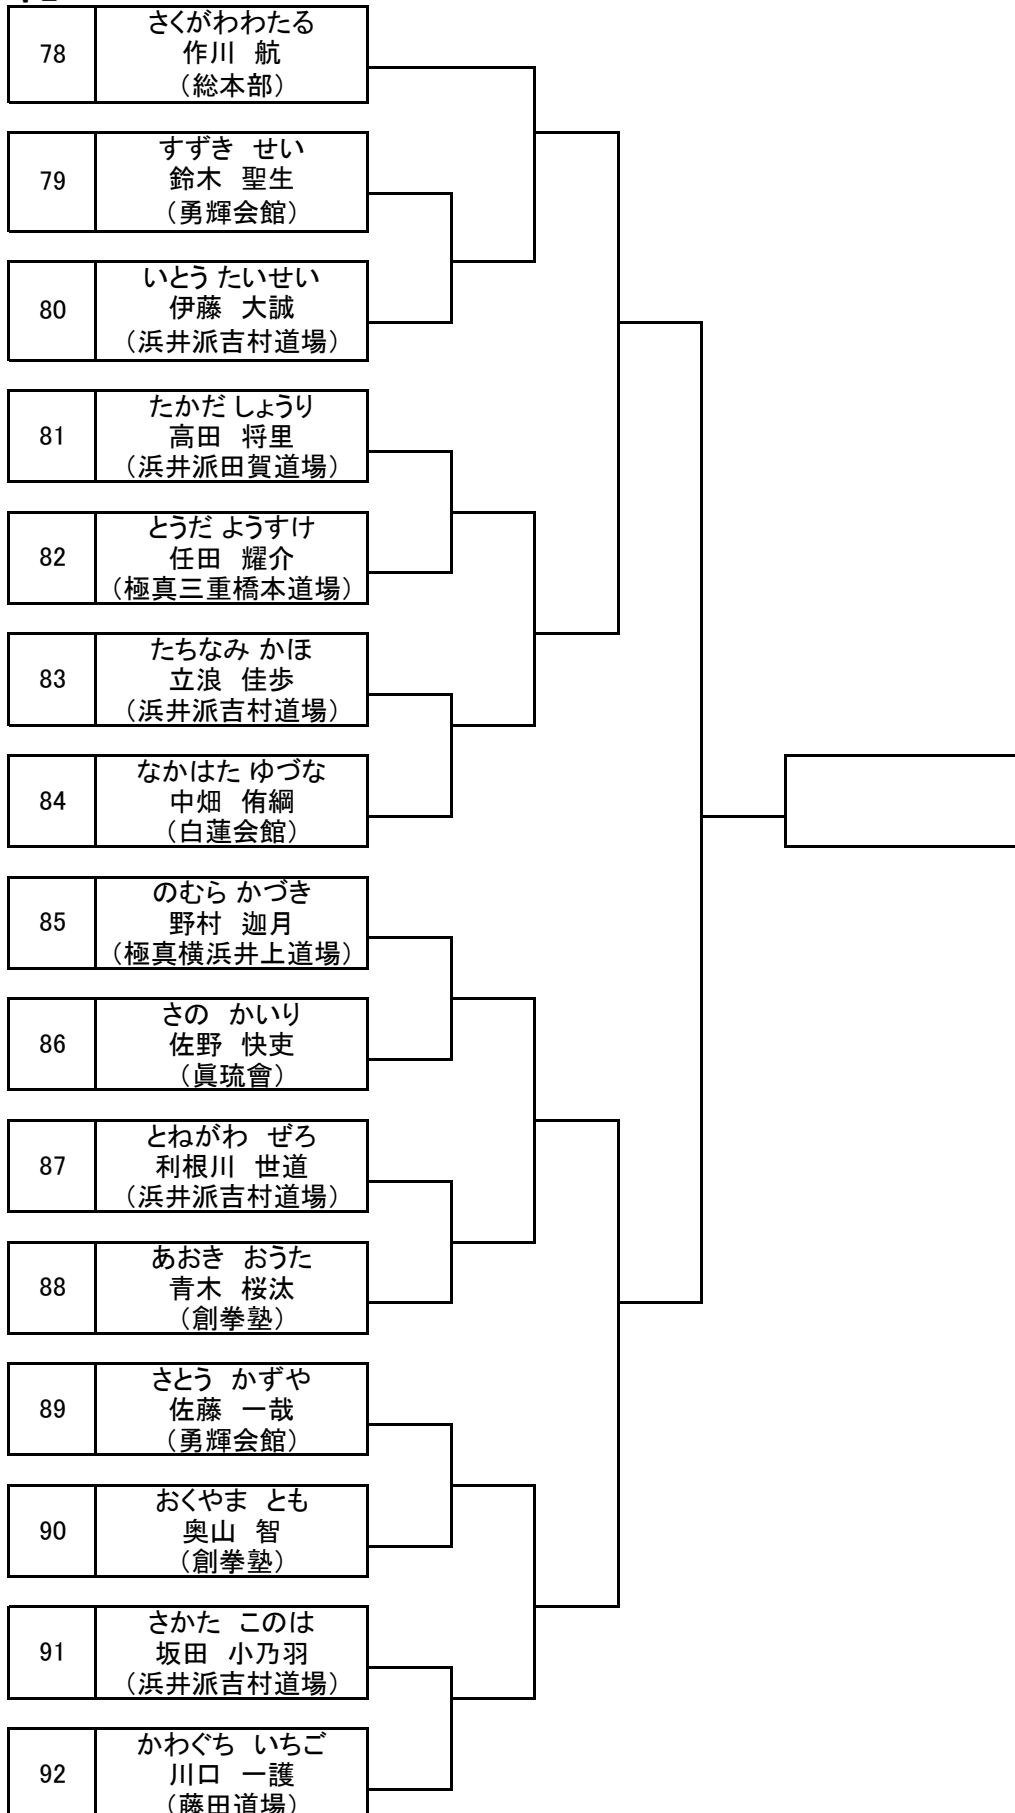 78
さくがわわたる
作川　航
（総本部）
79
すずき　せい
鈴木　聖生
（勇輝会館）
80
いとう たいせい
伊藤　大誠
（浜井派吉村道場）
81
たかだ しょうり
高田　将里
（浜井派田賀道場）
82
とうだ ようすけ
任田　耀介
（極真三重橋本道場）
83
たちなみ かほ
立浪　佳歩
（浜井派吉村道場）
84
なかはた ゆづな
中畑　侑綱
（白蓮会館）
85
のむら かづき
野村　迦月
（極真横浜井上道場）
86
さの　かいり
佐野　快吏
（眞琉會）
87
とねがわ　ぜろ
利根川　世道
（浜井派吉村道場）
88
あおき　おうた
青木　桜汰
（創拳塾）
89
さとう　かずや
佐藤　一哉
（勇輝会館）
90
おくやま　とも
奥山　智
（創拳塾）
91
さかた　このは
坂田　小乃羽
（浜井派吉村道場）
92
かわぐち　いちご
川口　一護
（藤田道場）